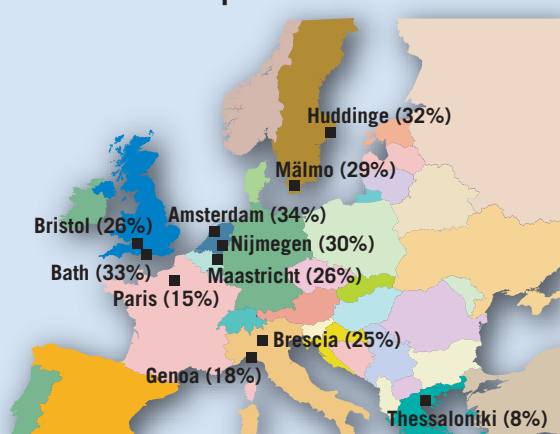 Huddinge (32%)
Mälmo (29%)
Amsterdam (34%)
Bristol (26%)
Nijmegen (30%)
Bath (33%)
Maastricht (26%)
Paris (15%)
Brescia (25%)
Genoa (18%)
Thessaloniki (8%)